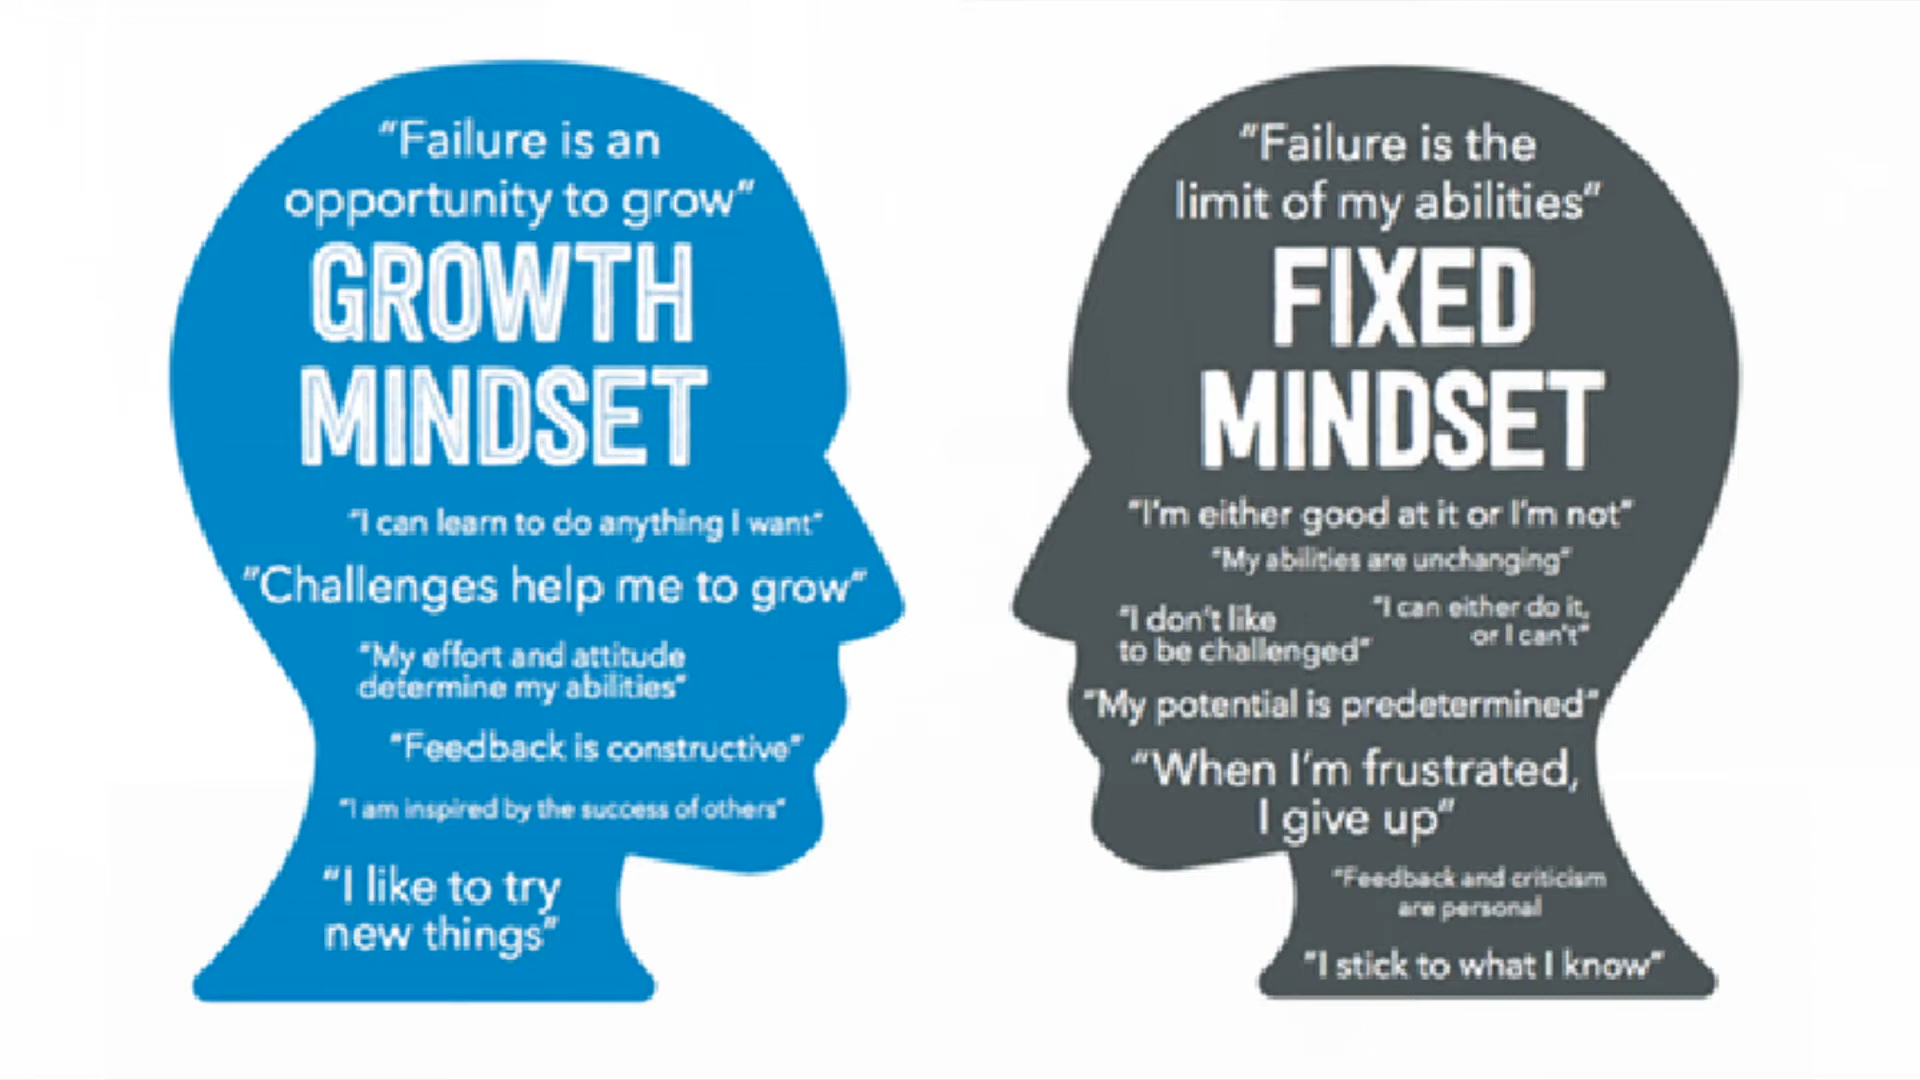 “Failure is an
opportunity to grow”
GROWTH
MINDSET
“I can learn to do anything I want”
“Challenges help me to grow”
“My effort and attitude
determine my abilities”
“Feedback is constructive”
“I am inspired by the success of others”
“I like to try
new things”
“Failure is the
limit of my abilities”
FIXED
MINDSET
“I’m either good at it or I’m not”
“My abilities are unchanging”
“I don’t like
to be challenged”
“I can either do it,
or I can’t”
“My potential is predetermined”
“When I’m frustrated,
I give up”
“Feedback and criticism
are personal
“I stick to what I know”